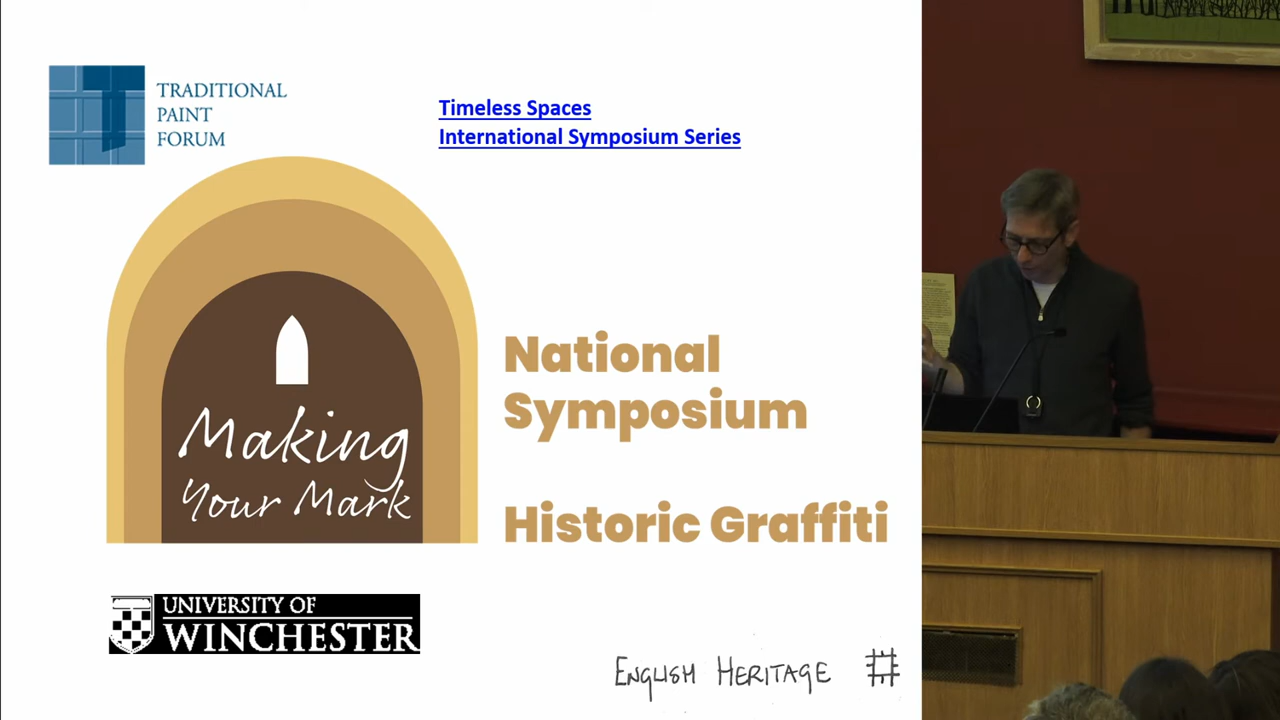 TRADITIONAL
PAINT
FORUM
Timeless Spaces
International Symposium Series
National
Symposium
Historic Graffiti
Making
Your Mark
UNIVERSITY OF
WINCHESTER
ENGLISH HERITAGE